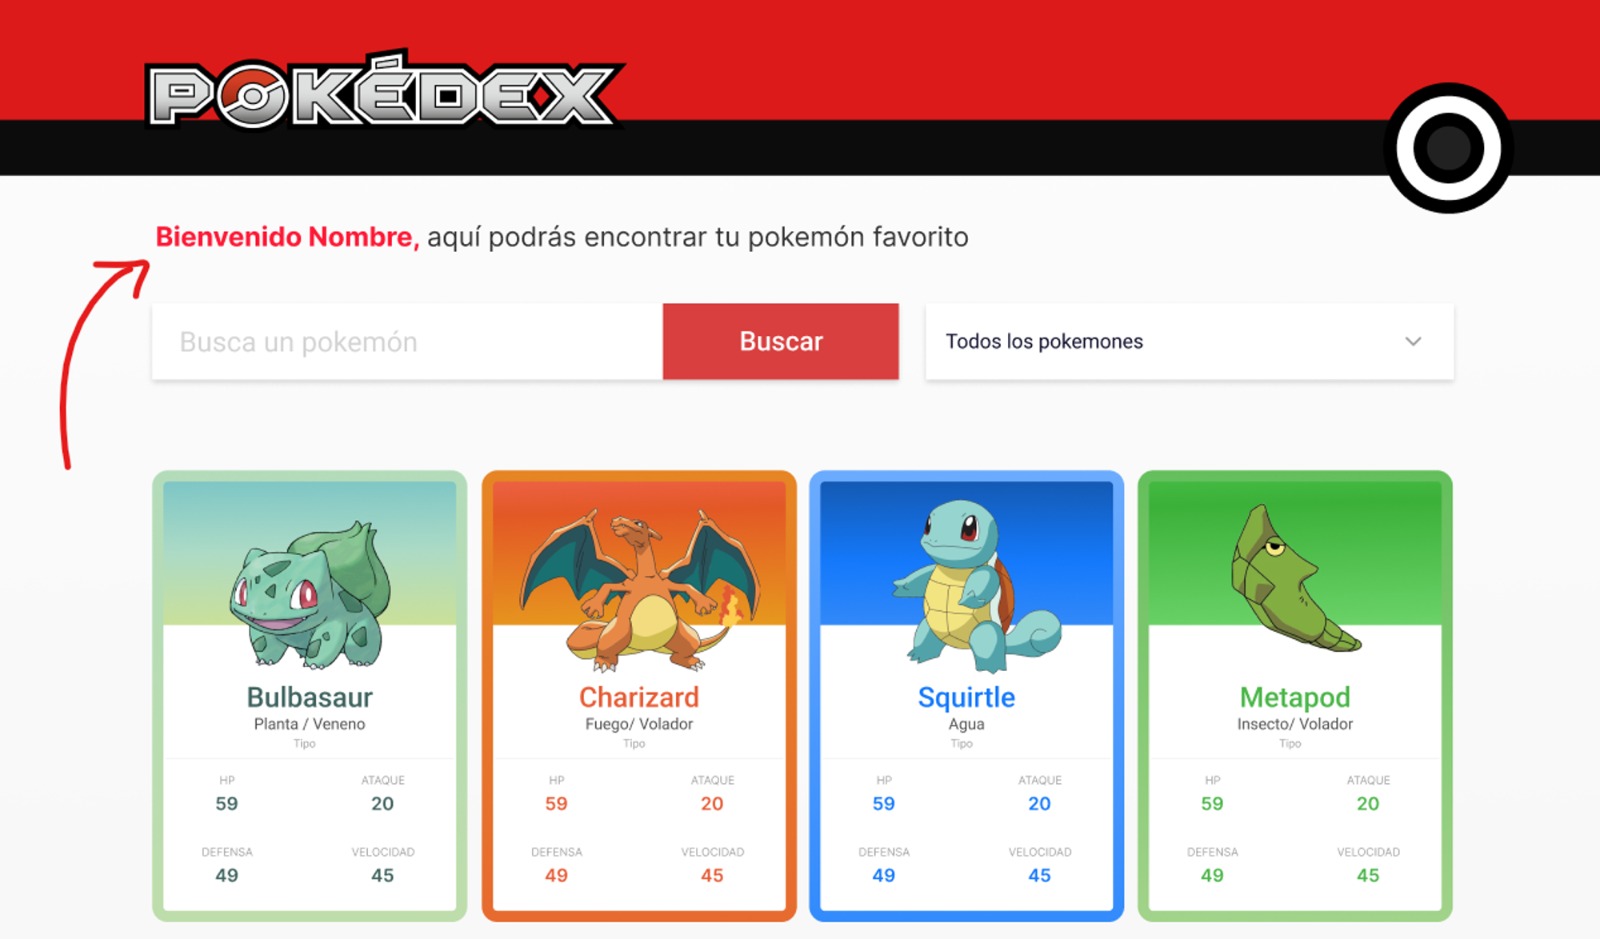 POKÉDEX
Bienvenido Nombre, aquí podrás encontrar tu pokemón favorito
Busca un pokemón
Buscar
Todos los pokemones
Bulbasaur
Planta / Veneno
Tipo
HP
59
ATAQUE
20
DEFENSA
49
VELOCIDAD
45
Charizard
Fuego/ Volador
Tipo
HP
59
ATAQUE
20
DEFENSA
49
VELOCIDAD
45
Squirtle
Agua
Tipo
HP
59
ATAQUE
20
DEFENSA
49
VELOCIDAD
45
Metapod
Insecto/ Volador
Tipo
HP
59
ATAQUE
20
DEFENSA
49
VELOCIDAD
45